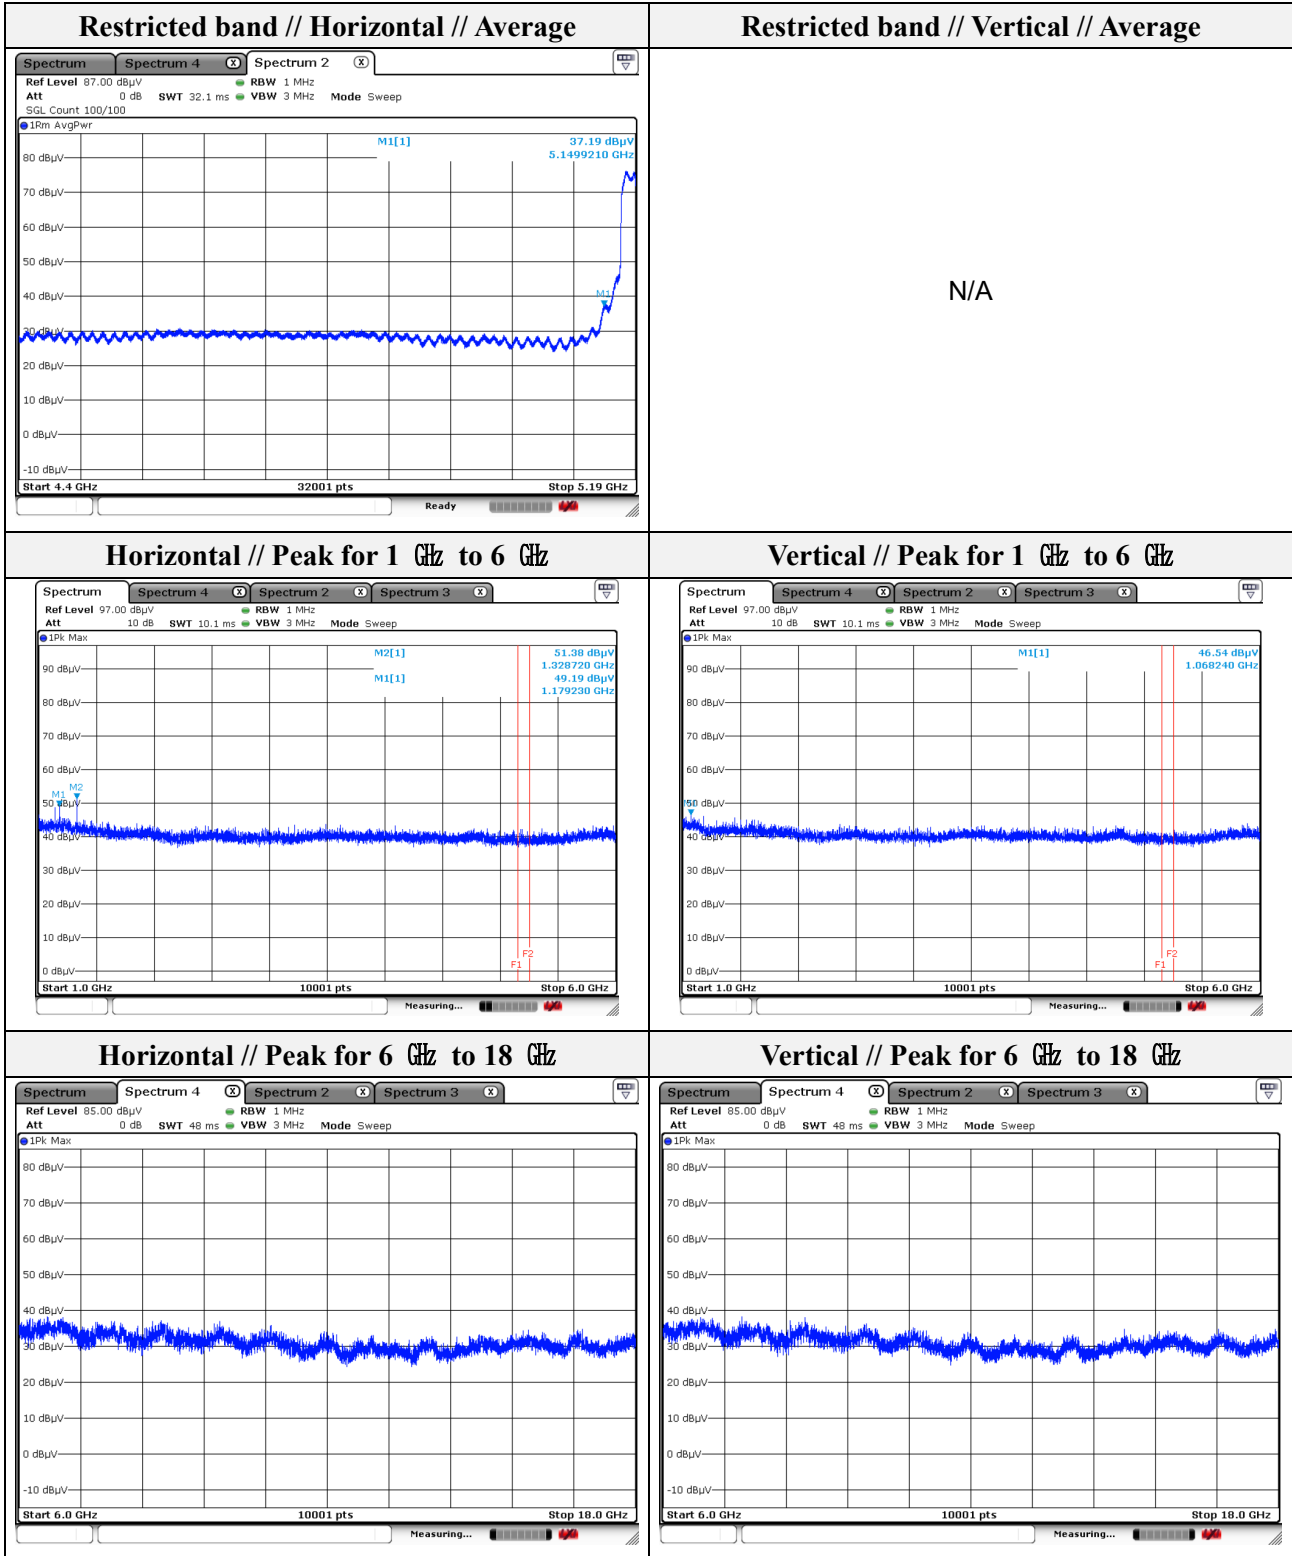 Restricted band // Horizontal // Average
Restricted band // Vertical // Average
Spectrum Spectrum 4 X Spectrum 2 X
Ref Level 87.00 dBµV RBW 1 MHz
Att 0 dB SWT 32.1 ms VBW 3 MHz Mode Sweep
SGL Count 100/100
1Rm AvgPwr
M1[1] 37.19 dBµV
5.1499210 GHz
80 dBµV
70 dBµV
60 dBµV
50 dBµV
40 dBµV
M1
30 dBµV
20 dBµV
10 dBµV
0 dBµV
-10 dBµV
Start 4.4 GHz 32001 pts Stop 5.19 GHz
Ready
N/A
Horizontal // Peak for 1 ㎓ to 6 ㎓
Vertical // Peak for 1 ㎓ to 6 ㎓
Spectrum Spectrum 4 X Spectrum 2 X Spectrum 3 X
Ref Level 97.00 dBµV RBW 1 MHz
Att 10 dB SWT 10.1 ms VBW 3 MHz Mode Sweep
1Pk Max
M2[1] 51.38 dBµV
1.328720 GHz
M1[1] 49.19 dBµV
1.179230 GHz
90 dBµV
80 dBµV
70 dBµV
60 dBµV
M1 M2
50 dBµV
40 dBµV
30 dBµV
20 dBµV
10 dBµV
F2
F1
0 dBµV
Start 1.0 GHz 10001 pts Stop 6.0 GHz
Measuring...
Spectrum Spectrum 4 X Spectrum 2 X Spectrum 3 X
Ref Level 97.00 dBµV RBW 1 MHz
Att 10 dB SWT 10.1 ms VBW 3 MHz Mode Sweep
1Pk Max
M1[1] 46.54 dBµV
1.068240 GHz
90 dBµV
80 dBµV
70 dBµV
60 dBµV
50 dBµV
40 dBµV
30 dBµV
20 dBµV
10 dBµV
F2
F1
0 dBµV
Start 1.0 GHz 10001 pts Stop 6.0 GHz
Measuring...
Horizontal // Peak for 6 ㎓ to 18 ㎓
Vertical // Peak for 6 ㎓ to 18 ㎓
Spectrum Spectrum 4 X Spectrum 2 X Spectrum 3 X
Ref Level 85.00 dBµV RBW 1 MHz
Att 0 dB SWT 48 ms VBW 3 MHz Mode Sweep
1Pk Max
80 dBµV
70 dBµV
60 dBµV
50 dBµV
40 dBµV
30 dBµV
20 dBµV
10 dBµV
0 dBµV
-10 dBµV
Start 6.0 GHz 10001 pts Stop 18.0 GHz
Measuring...
Spectrum Spectrum 4 X Spectrum 2 X Spectrum 3 X
Ref Level 85.00 dBµV RBW 1 MHz
Att 0 dB SWT 48 ms VBW 3 MHz Mode Sweep
1Pk Max
80 dBµV
70 dBµV
60 dBµV
50 dBµV
40 dBµV
30 dBµV
20 dBµV
10 dBµV
0 dBµV
-10 dBµV
Start 6.0 GHz 10001 pts Stop 18.0 GHz
Measuring...